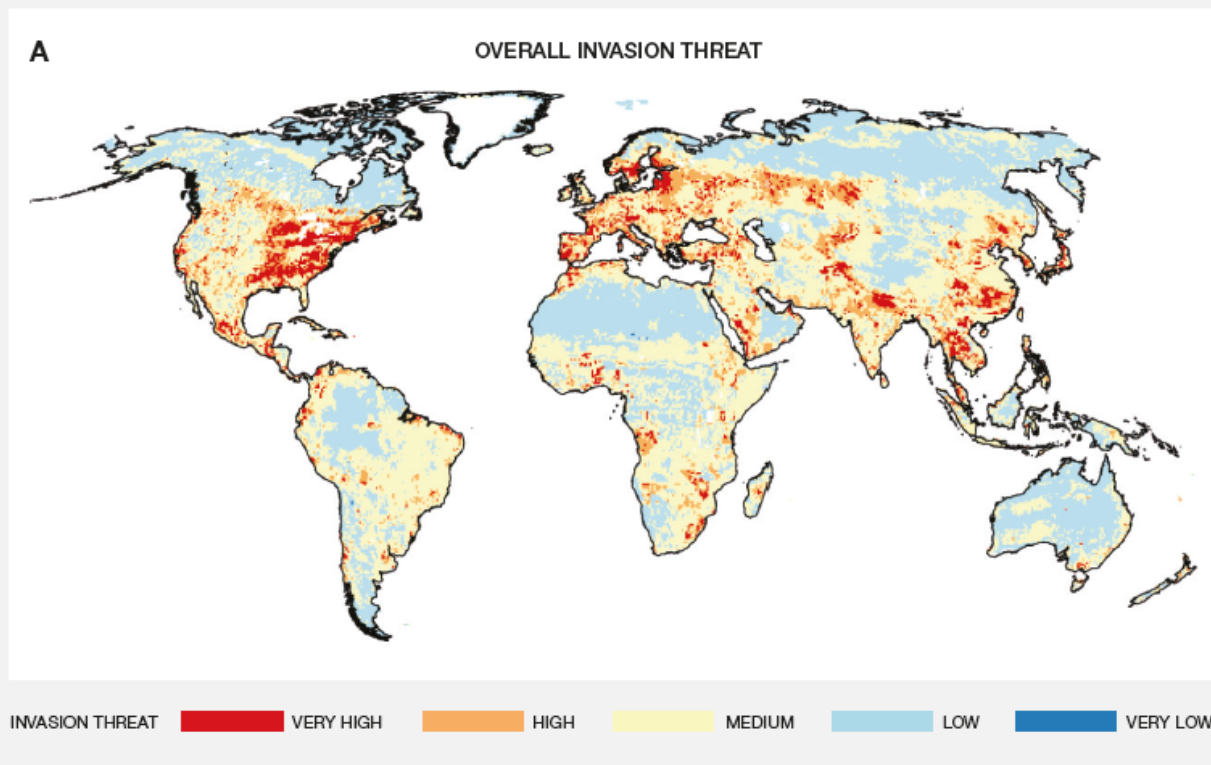 A
OVERALL INVASION THREAT
INVASION THREAT VERY HIGH HIGH MEDIUM LOW VERY LOW